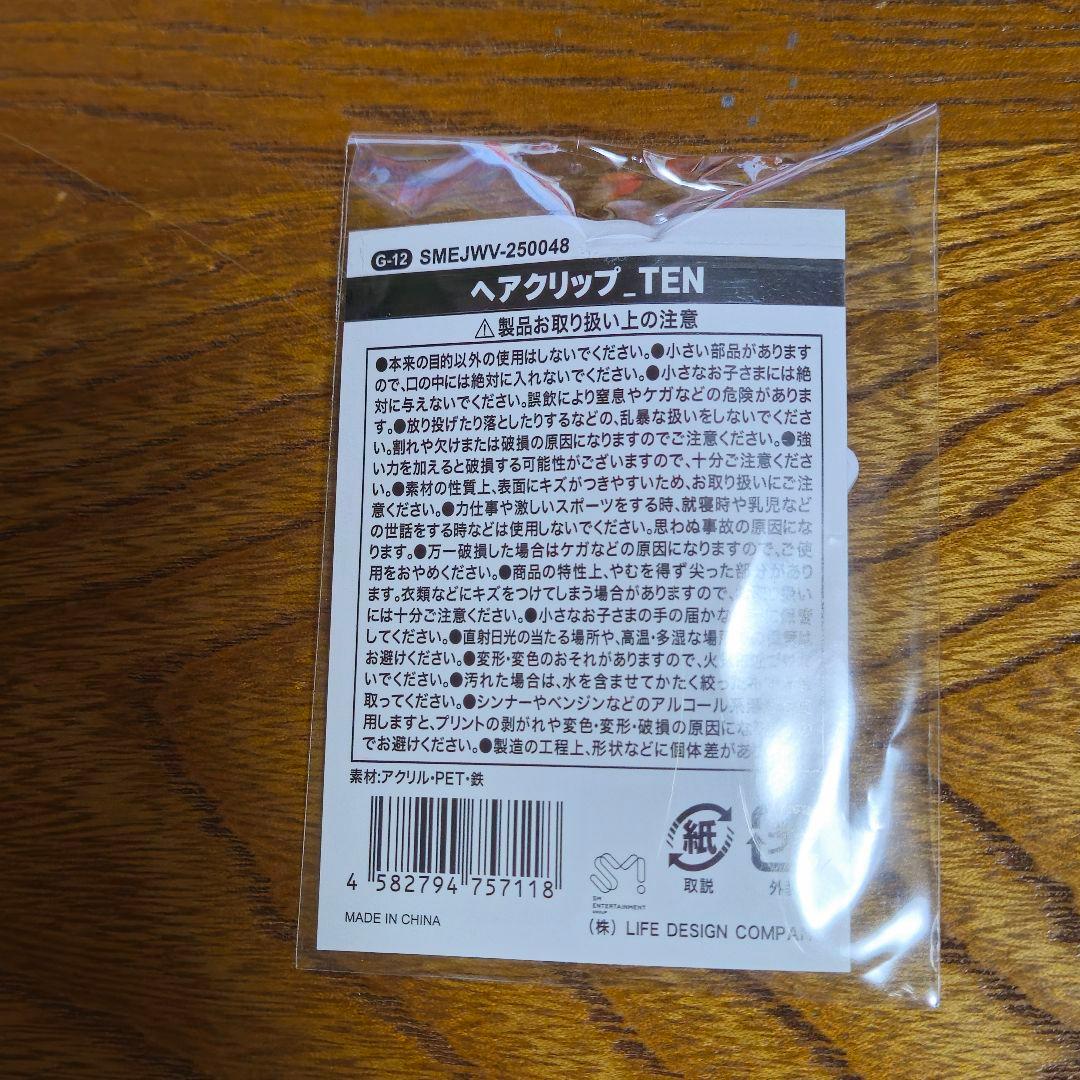 G-12 SMEJWV-250048
ヘアクリップ_TEN
⚠製品お取り扱い上の注意
●本来の目的以外の使用はしないでください。●小さい部品があります
ので、口の中には絶対に入れないでください。●小さなお子さまには絶
対に与えないでください。誤飲により窒息やケガなどの危険がありま
す。●放り投げたり落としたりするなどの、乱暴な扱いをしないでくださ
い。割れや欠けまたは破損の原因になりますのでご注意ください。●強
い力を加えると破損する可能性がございますので、十分ご注意くださ
い。●素材の性質上、表面にキズがつきやすいため、お取り扱いにご注
意ください。●力仕事や激しいスポーツをする時、就寝時や乳児など
の世話をする時などは使用しないでください。思わぬ事故の原因にな
ります。●万一破損した場合はケガなどの原因になりますので、ご使
用をおやめください。●商品の特性上、やむを得ず尖った部分があり
ます。衣類などにキズをつけてしまう場合がありますので、
には十分ご注意ください。●小さなお子さまの手の届かな
してください。●直射日光の当たる場所や、高温・多湿な場
お避けください。●変形・変色のおそれがありますので、火
いでください。●汚れた場合は、水を含ませてかたく絞っ
取ってください。●シンナーやベンジンなどのアルコール
用しますと、プリントの剥がれや変色・変形・破損の原因にな
でお避けください。●製造の工程上、形状などに個体差があ
素材:アクリル・PET・鉄
4 582794 757118
紙
取説
外
SM
SM ENTERTAINMENT GROUP
MADE IN CHINA
(株) LIFE DESIGN COMPAN